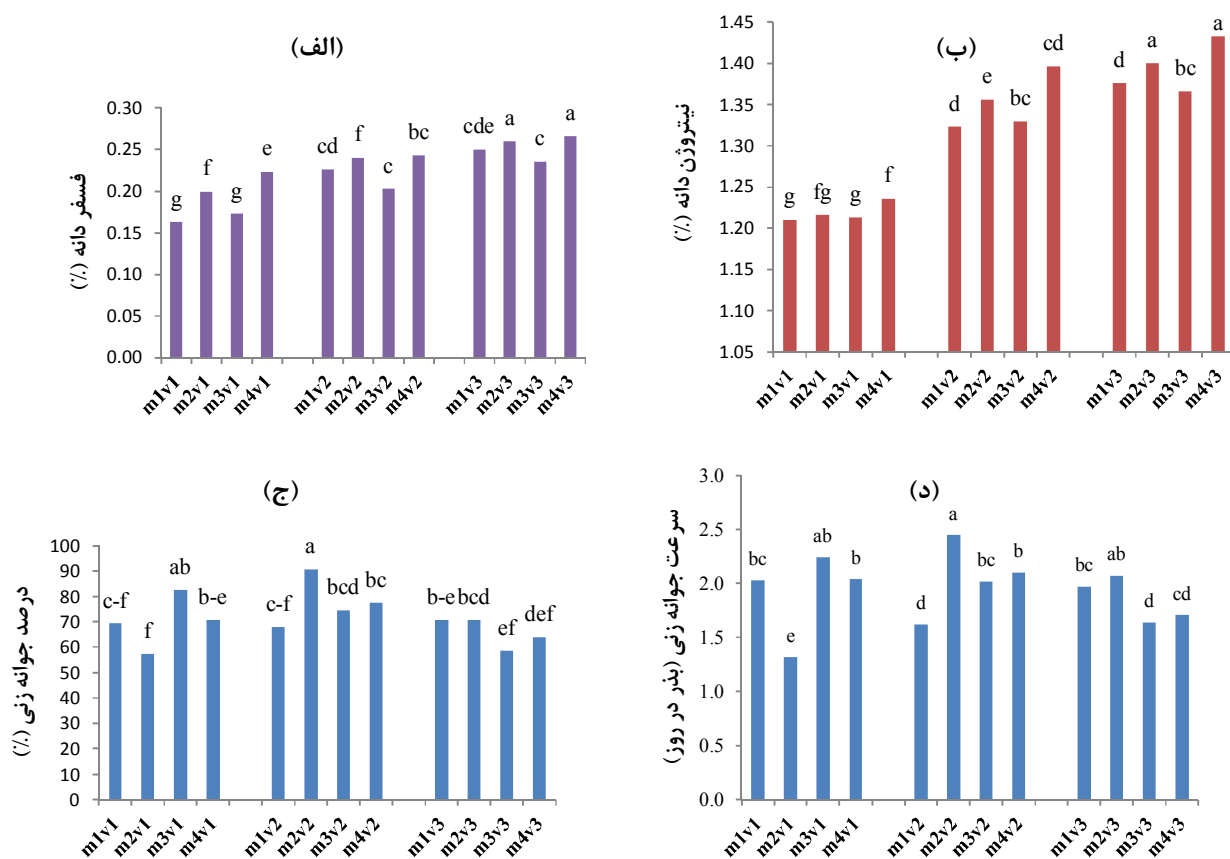 (الف)
فسفر دانه (٪)
0.30
0.25
0.20
0.15
0.10
0.05
0.00
g f g e cd f c bc cde a c a
m1v1 m2v1 m3v1 m4v1 m1v2 m2v2 m3v2 m4v2 m1v3 m2v3 m3v3 m4v3
(ب)
نیتروژن دانه (٪)
1.45
1.40
1.35
1.30
1.25
1.20
1.15
1.10
1.05
g fg g f d e bc cd d a bc a
m1v1 m2v1 m3v1 m4v1 m1v2 m2v2 m3v2 m4v2 m1v3 m2v3 m3v3 m4v3
(ج)
درصد جوانه زنی (٪)
100
90
80
70
60
50
40
30
20
10
0
c-f f ab b-e c-f a bcd bc b-e bcd ef def
m1v1 m2v1 m3v1 m4v1 m1v2 m2v2 m3v2 m4v2 m1v3 m2v3 m3v3 m4v3
(د)
سرعت جوانه زنی (بذر در روز)
3.0
2.5
2.0
1.5
1.0
0.5
0.0
bc e ab b d a bc b bc ab d cd
m1v1 m2v1 m3v1 m4v1 m1v2 m2v2 m3v2 m4v2 m1v3 m2v3 m3v3 m4v3